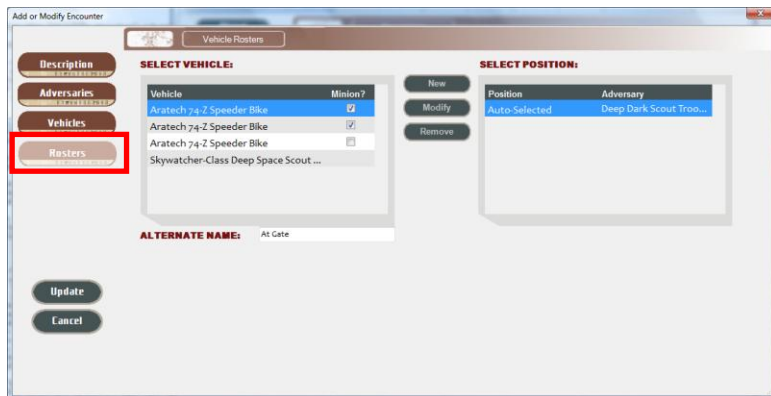 Add or Modify Encounter
Vehicle Rosters
Description
Adversaries
Vehicles
Rosters
Update
Cancel
SELECT VEHICLE:
Vehicle Minion?
Aratech 74-Z Speeder Bike
Aratech 74-Z Speeder Bike
Aratech 74-Z Speeder Bike
Skywatcher-Class Deep Space Scout ...
ALTERNATE NAME: At Gate
New
Modify
Remove
SELECT POSITION:
Position Adversary
Auto-Selected Deep Dark Scout Troo...